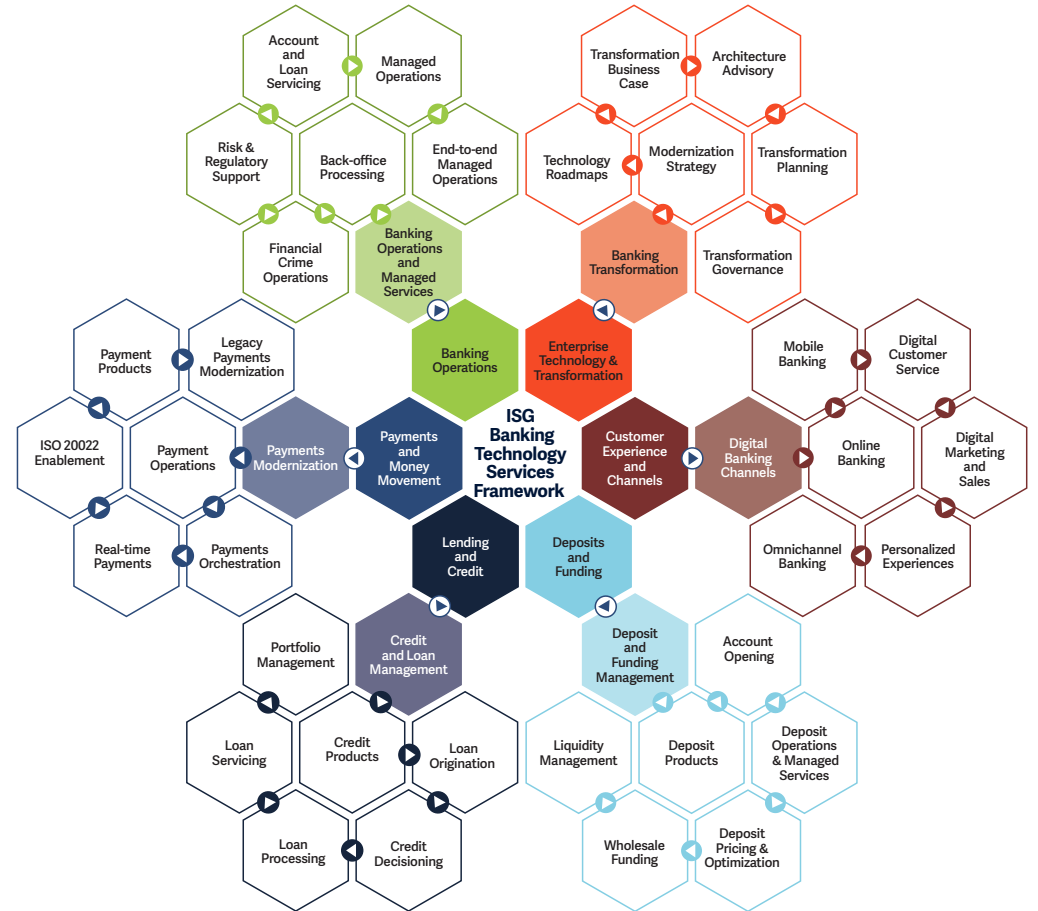 Account
and
Loan
Servicing
Managed
Operations
Risk &
Regulatory
Support
Back-office
Processing
End-to-end
Managed
Operations
Financial
Crime
Operations
Banking
Operations
and
Managed
Services
Banking
Operations
Transformation
Business
Case
Architecture
Advisory
Technology
Roadmaps
Modernization
Strategy
Transformation
Planning
Banking
Transformation
Transformation
Governance
Enterprise
Technology &
Transformation
Payment
Products
Legacy
Payments
Modernization
ISO 20022
Enablement
Payment
Operations
Payments
Modernization
Payments
and
Money
Movement
Real-time
Payments
Payments
Orchestration
ISG
Banking
Technology
Services
Framework
Mobile
Banking
Digital
Customer
Service
Customer
Experience
and
Channels
Digital
Banking
Channels
Online
Banking
Digital
Marketing
and
Sales
Omnichannel
Banking
Personalized
Experiences
Lending
and
Credit
Portfolio
Management
Credit
and Loan
Management
Loan
Servicing
Credit
Products
Loan
Origination
Loan
Processing
Credit
Decisioning
Deposits
and
Funding
Deposit
and
Funding
Management
Account
Opening
Liquidity
Management
Deposit
Products
Deposit
Operations
& Managed
Services
Wholesale
Funding
Deposit
Pricing &
Optimization